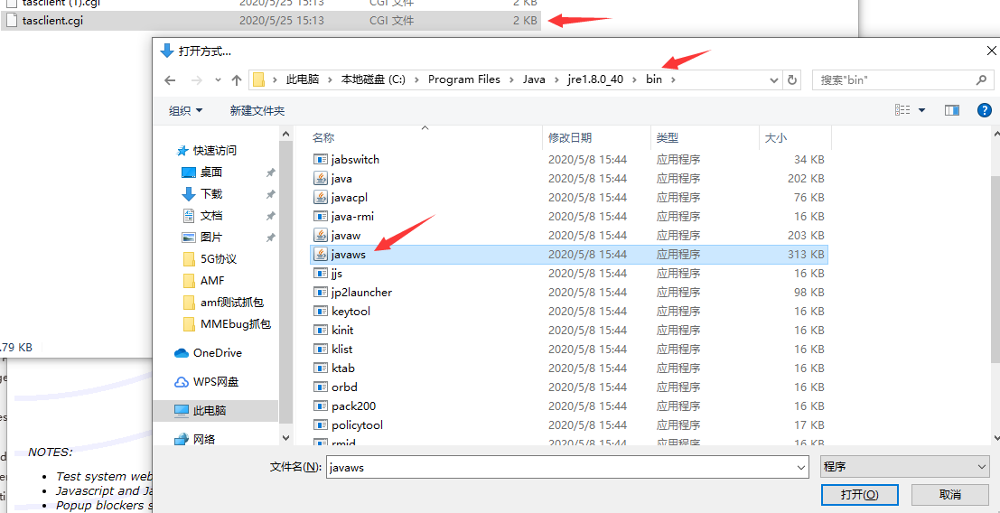 tasclient (1).cgi 2020/5/25 15:13 CGI 文件 2 KB
tasclient.cgi 2020/5/25 15:13 CGI 文件 2 KB
打开方式...
此电脑 本地磁盘 (C:) Program Files Java jre1.8.0_40 bin 搜索"bin"
组织 新建文件夹
名称 修改日期 类型 大小
快速访问
桌面
下载
文档
图片
5G协议
AMF
amf测试抓包
MMEbug抓包
OneDrive
WPS网盘
此电脑
网络
jabswitch 2020/5/8 15:44 应用程序 34 KB
java 2020/5/8 15:44 应用程序 202 KB
javacpl 2020/5/8 15:44 应用程序 76 KB
java-rmi 2020/5/8 15:44 应用程序 16 KB
javaw 2020/5/8 15:44 应用程序 203 KB
javaws 2020/5/8 15:44 应用程序 313 KB
jjs 2020/5/8 15:44 应用程序 16 KB
jp2launcher 2020/5/8 15:44 应用程序 98 KB
keytool 2020/5/8 15:44 应用程序 16 KB
kinit 2020/5/8 15:44 应用程序 16 KB
klist 2020/5/8 15:44 应用程序 16 KB
ktab 2020/5/8 15:44 应用程序 16 KB
orbd 2020/5/8 15:44 应用程序 16 KB
pack200 2020/5/8 15:44 应用程序 16 KB
policytool 2020/5/8 15:44 应用程序 17 KB
rmid 2020/5/8 15:44 应用程序 16 KB
.79 KB
NOTES:
Test system web
Javascript and Ja
Popup blockers s
文件名(N): javaws 程序
打开(O) 取消